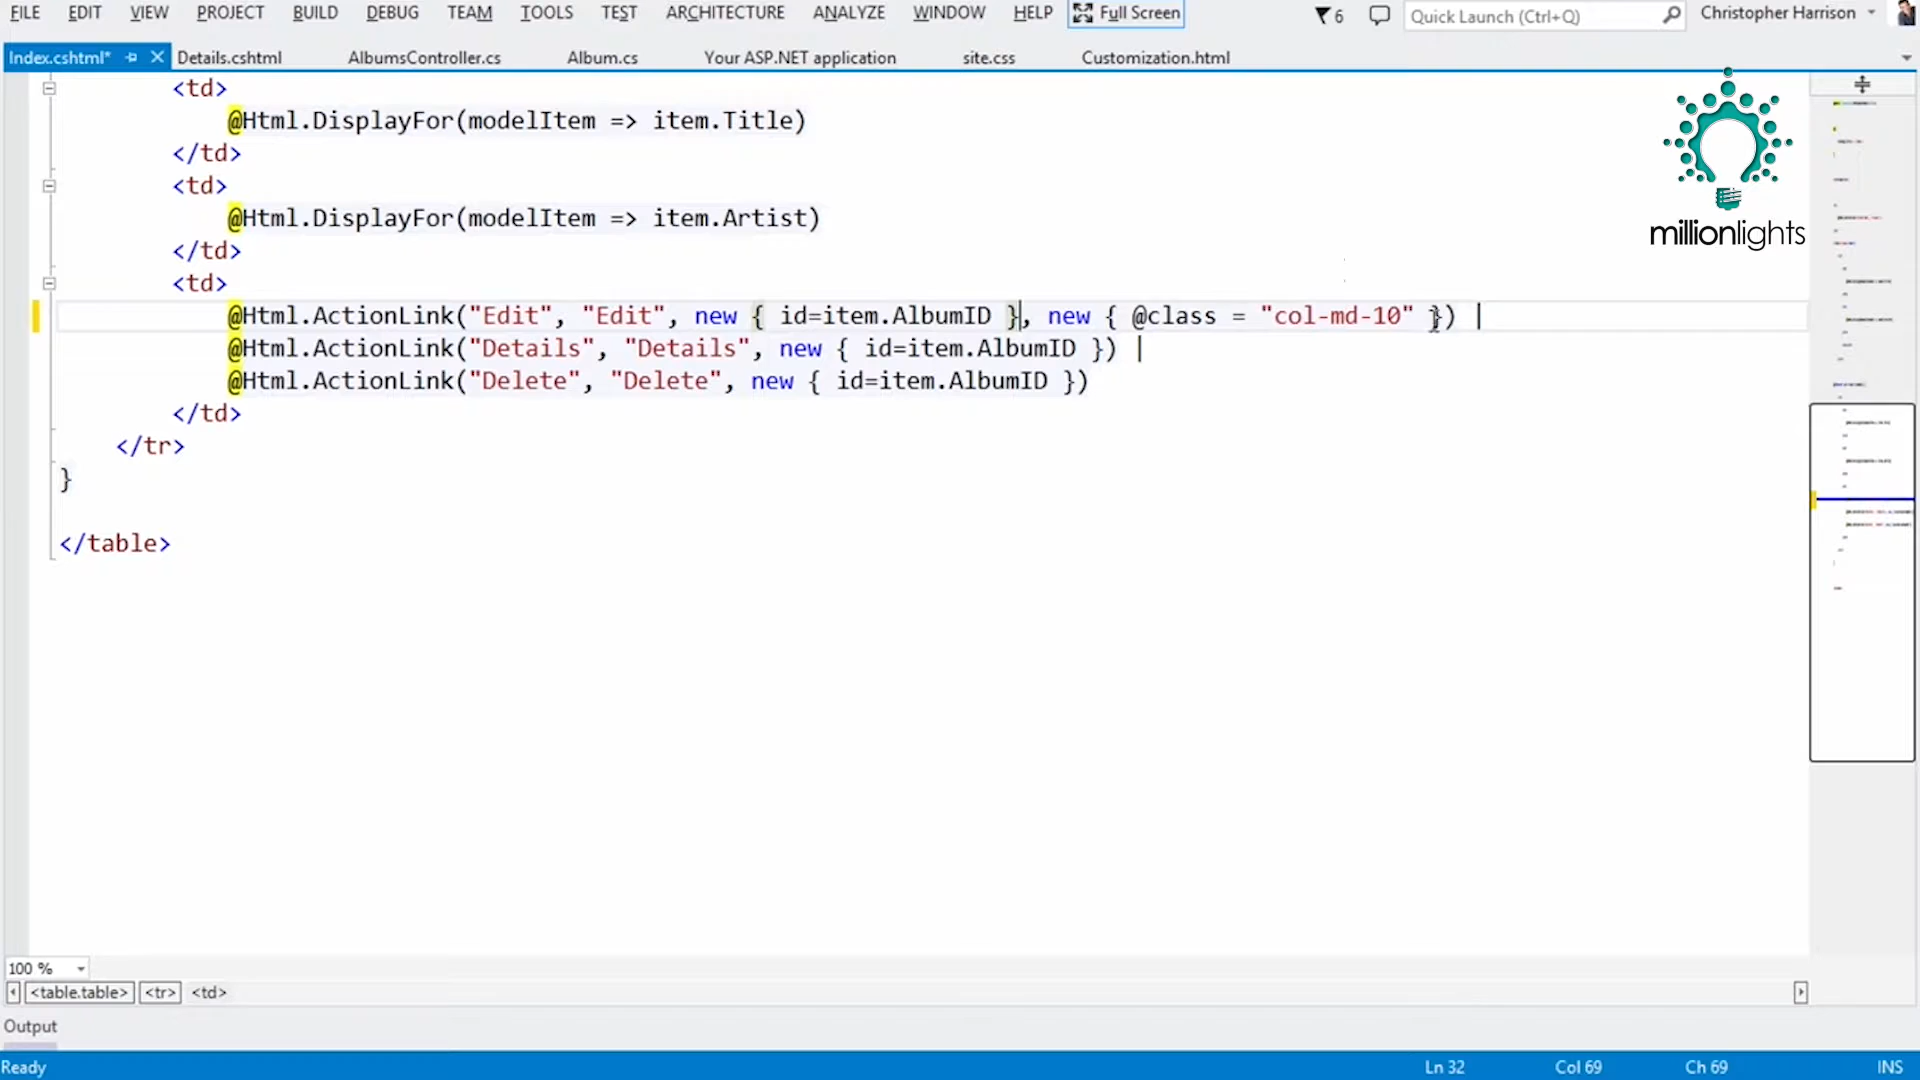 FILE EDIT VIEW PROJECT BUILD DEBUG TEAM TOOLS TEST ARCHITECTURE ANALYZE WINDOW HELP Full Screen 6 Quick Launch (Ctrl+Q) Christopher Harrison
Index.cshtml* Details.cshtml AlbumsController.cs Album.cs Your ASP.NET application site.css Customization.html
<td>
@Html.DisplayFor(modelItem => item.Title)
</td>
<td>
@Html.DisplayFor(modelItem => item.Artist)
millionlights
</td>
<td>
@Html.ActionLink("Edit", "Edit", new { id=item.AlbumID }, new { @class = "col-md-10" }) |
@Html.ActionLink("Details", "Details", new { id=item.AlbumID }) |
@Html.ActionLink("Delete", "Delete", new { id=item.AlbumID })
</td>
</tr>
}
</table>
100 %
<table.table> <tr> <td>
Output
Ready Ln 32 Col 69 Ch 69 INS